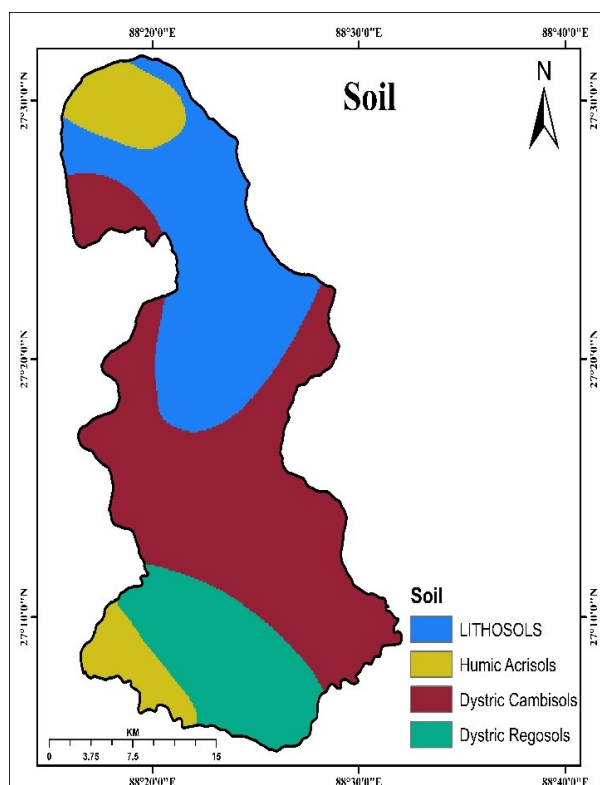 88°20'0"E 88°30'0"E 88°40'0"E
Soil
N
27°30'0"N 27°30'0"N
27°20'0"N 27°20'0"N
27°10'0"N 27°10'0"N
Soil
LITHOSOLS
Humic Acrisols
Dystric Cambisols
Dystric Regosols
KM
0 3.75 7.5 15
88°20'0"E 88°30'0"E 88°40'0"E